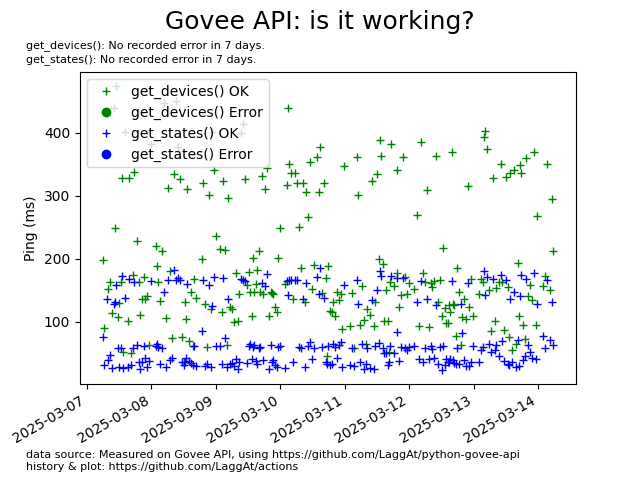 Govee API: is it working?
get_devices(): No recorded error in 7 days.
get_states(): No recorded error in 7 days.
get_devices() OK
get_devices() Error
get_states() OK
get_states() Error
Ping (ms)
400
300
200
100
2025-03-07
2025-03-08
2025-03-09
2025-03-10
2025-03-11
2025-03-12
2025-03-13
2025-03-14
data source: Measured on Govee API, using https://github.com/LaggAt/python-govee-api
history & plot: https://github.com/LaggAt/actions